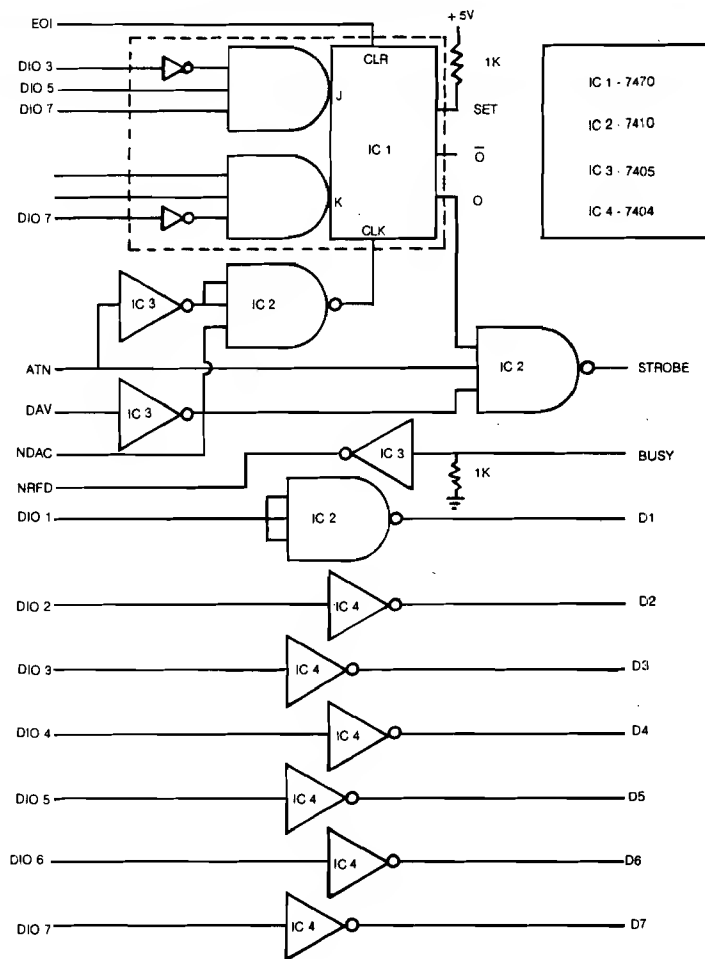 EOI
+ 5V
DIO 3
CLR
1K
DIO 5
IC 1 - 7470
DIO 7
J
SET
IC 2 - 7410
IC 1
O
IC 3 - 7405
K
O
DIO 7
CLK
IC 4 - 7404
IC 3
IC 2
ATN
IC 2
STROBE
DAV
IC 3
NDAC
IC 3
BUSY
NRFD
1K
DIO 1
IC 2
D1
DIO 2
IC 4
D2
DIO 3
IC 4
D3
DIO 4
IC 4
D4
DIO 5
IC 4
D5
DIO 6
IC 4
D6
DIO 7
IC 4
D7